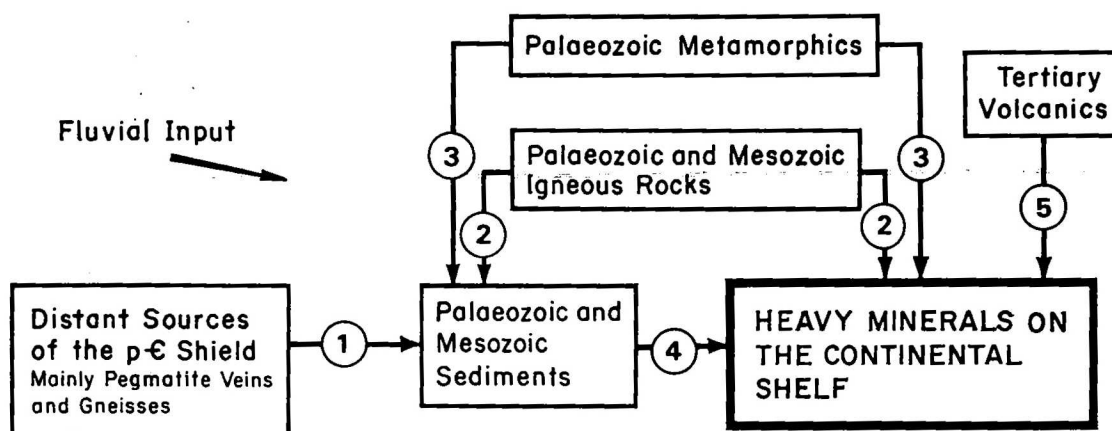 Palaeozoic Metamorphics
Tertiary
Volcanics
Fluvial Input
3
Palaeozoic and Mesozoic
Igneous Rocks
3
2
2
5
Distant Sources
of the p-Є Shield
Mainly Pegmatite Veins
and Gneisses
1
Palaeozoic and
Mesozoic
Sediments
4
HEAVY MINERALS ON
THE CONTINENTAL
SHELF